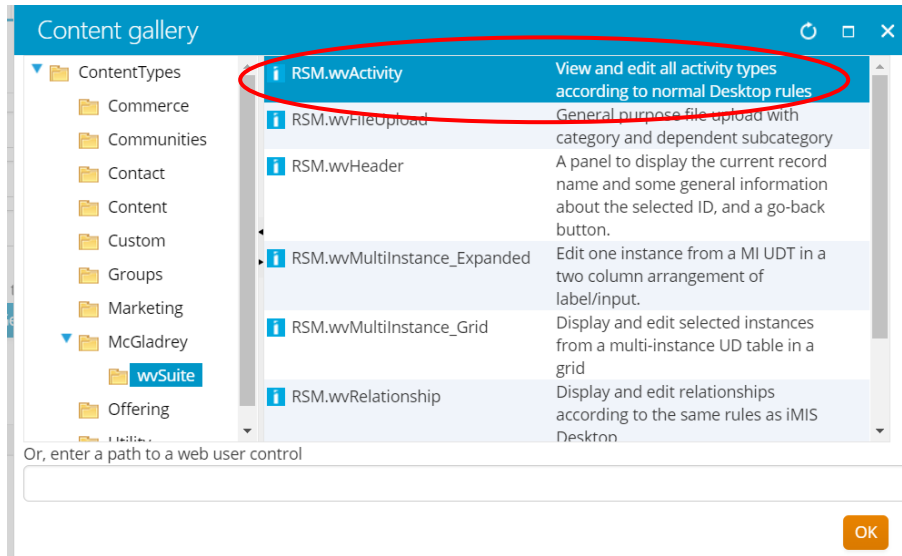 Content gallery
ContentTypes
Commerce
Communities
Contact
Content
Custom
Groups
Marketing
McGladrey
wvSuite
Offering
Utility
RSM.wvActivity
View and edit all activity types
according to normal Desktop rules
RSM.wvFileUpload
General purpose file upload with
category and dependent subcategory
RSM.wvHeader
A panel to display the current record
name and some general information
about the selected ID, and a go-back
button.
RSM.wvMultiInstance_Expanded
Edit one instance from a MI UDT in a
two column arrangement of
label/input.
RSM.wvMultiInstance_Grid
Display and edit selected instances
from a multi-instance UD table in a
grid
RSM.wvRelationship
Display and edit relationships
according to the same rules as iMIS
Desktop
Or, enter a path to a web user control
OK